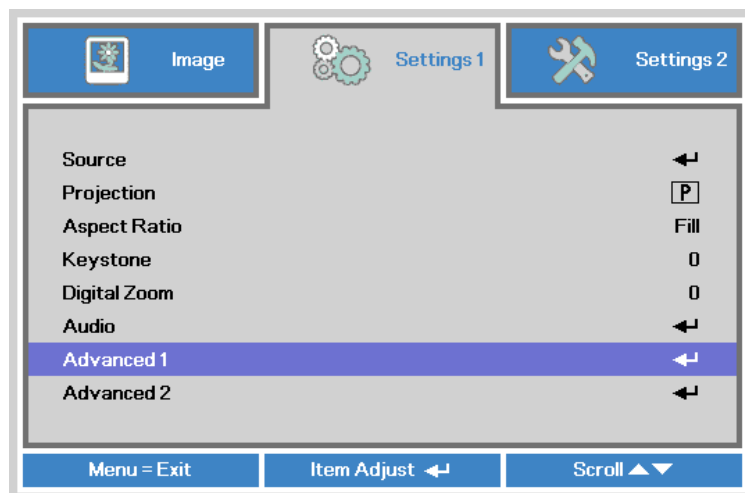 Image Settings 1 Settings 2
Source
Projection P
Aspect Ratio Fill
Keystone 0
Digital Zoom 0
Audio
Advanced 1
Advanced 2
Menu = Exit Item Adjust Scroll